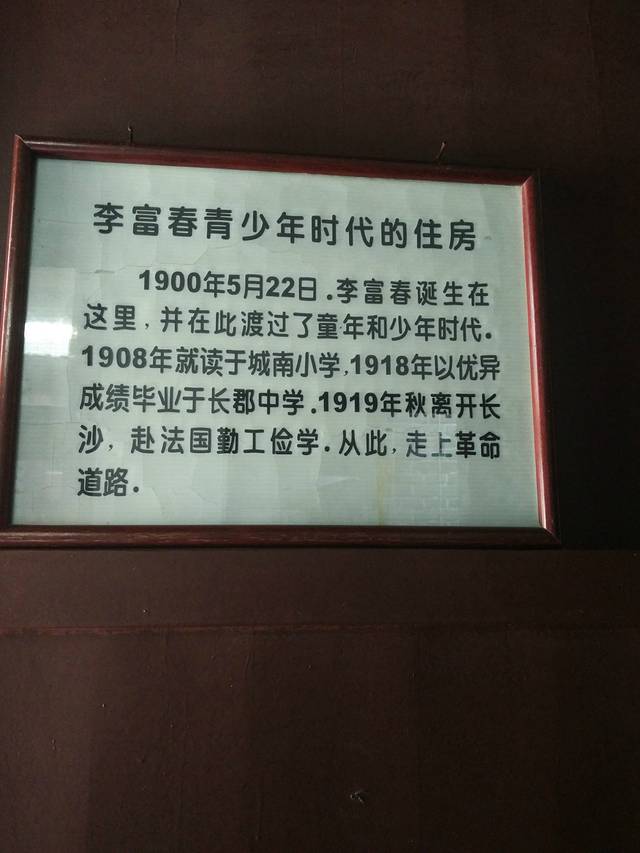 李富春青少年时代的住房
1900年5月22日.李富春诞生在
这里,并在此渡过了童年和少年时代.
1908年就读于城南小学,1918年以优异
成绩毕业于长郡中学.1919年秋离开长
沙,赴法国勤工俭学.从此,走上革命
道路.